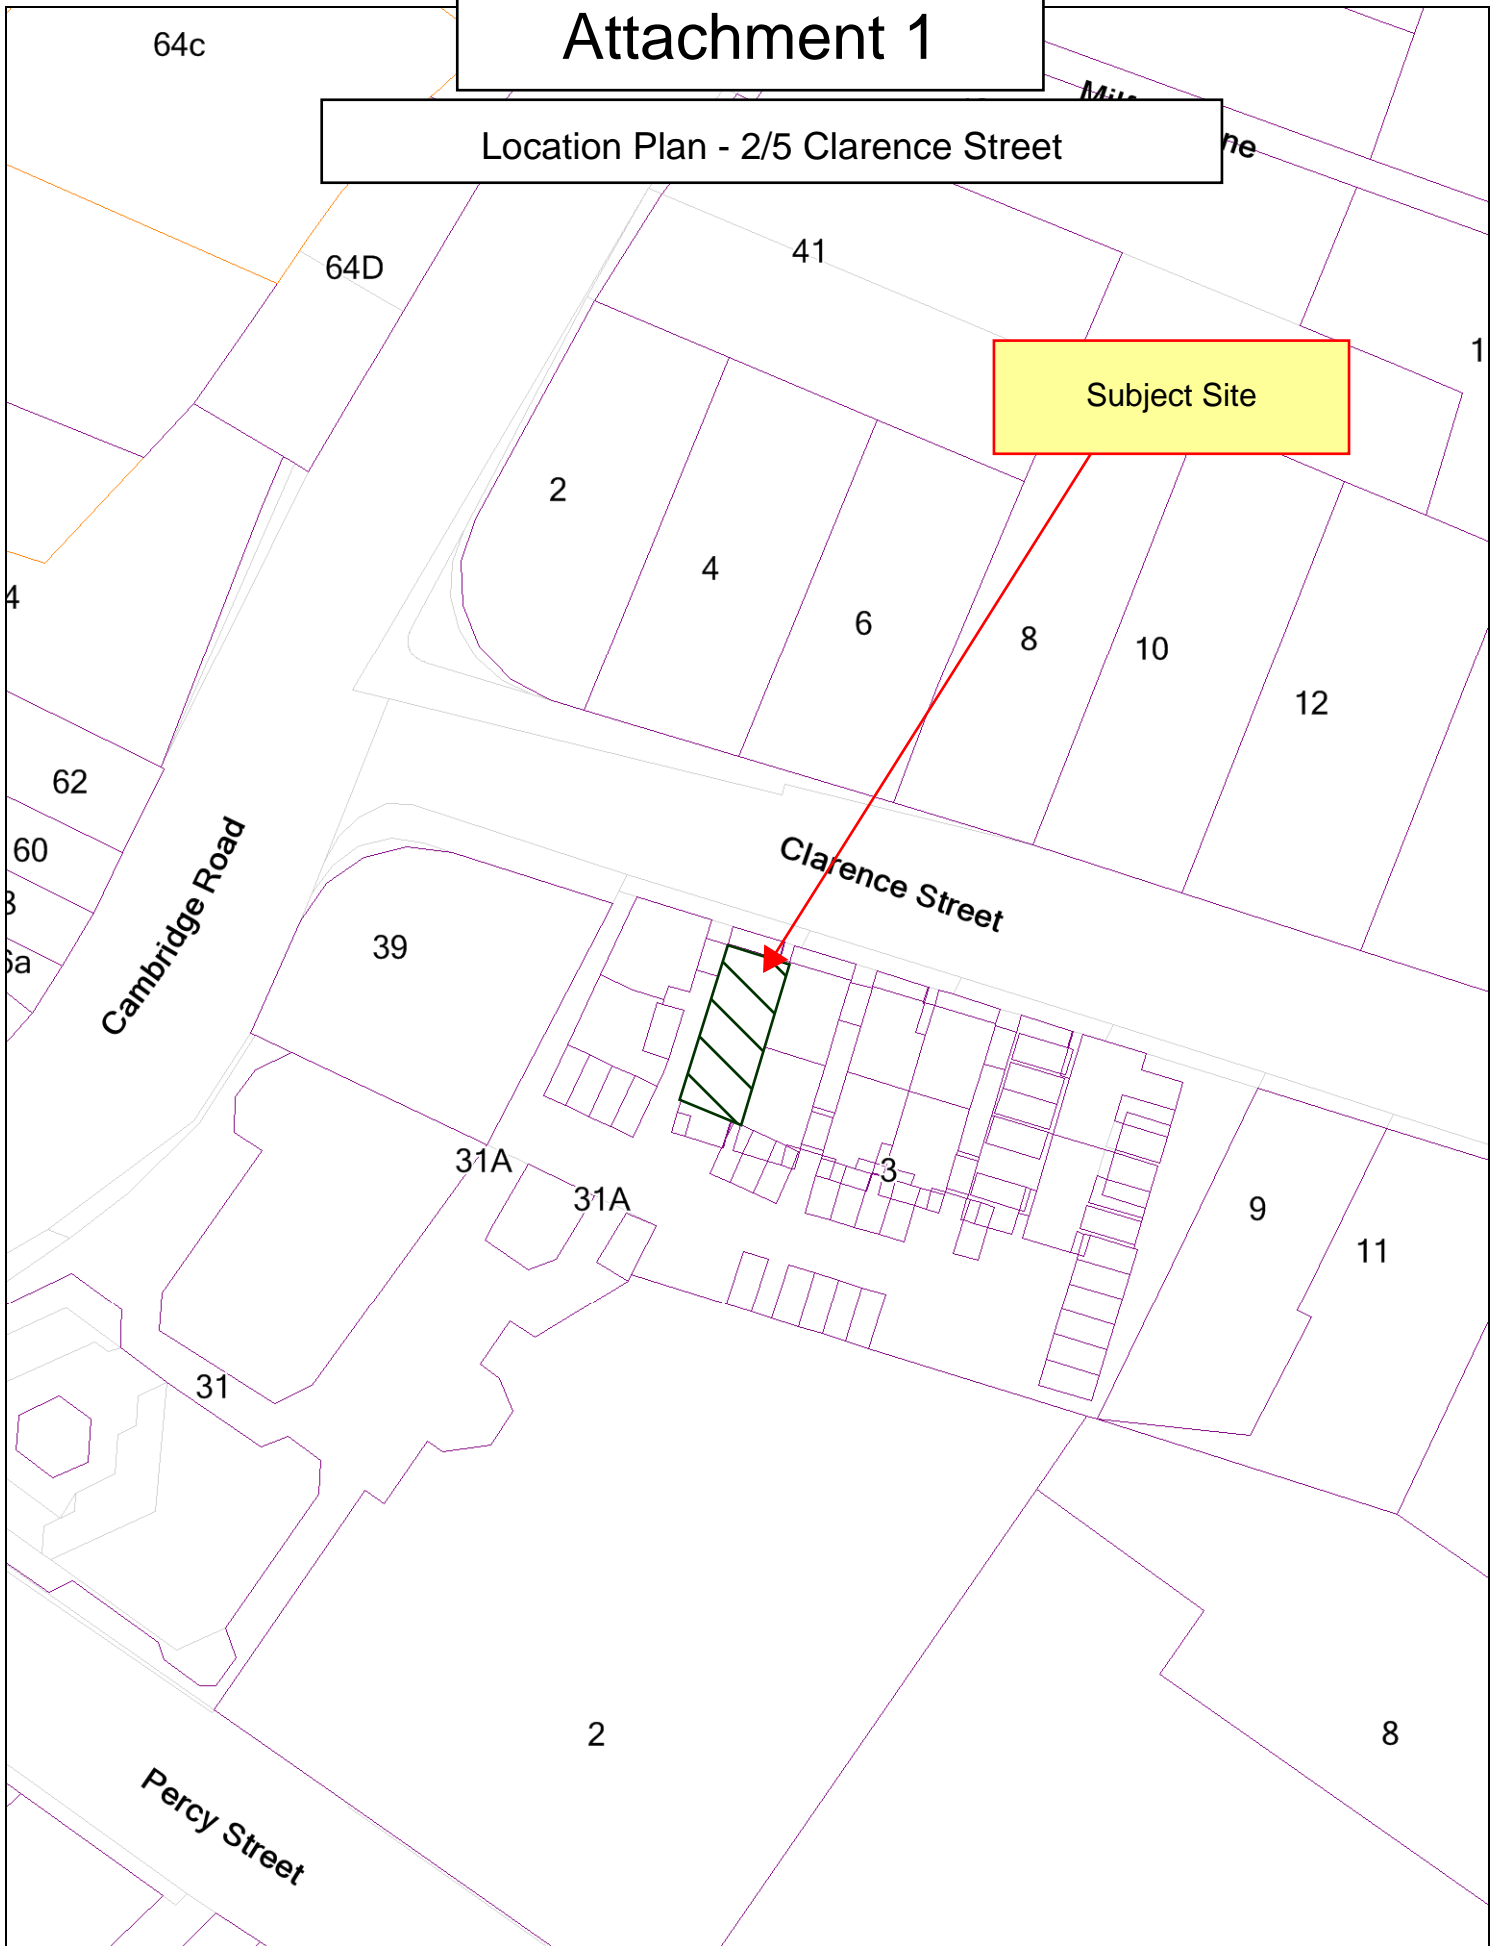 Attachment 1
Location Plan - 2/5 Clarence Street
64c
64D
41
1
Subject Site
2
4
6
8
10
12
4
62
60
Cambridge Road
Clarence Street
39
31A
31A
3
9
11
31
2
8
Percy Street